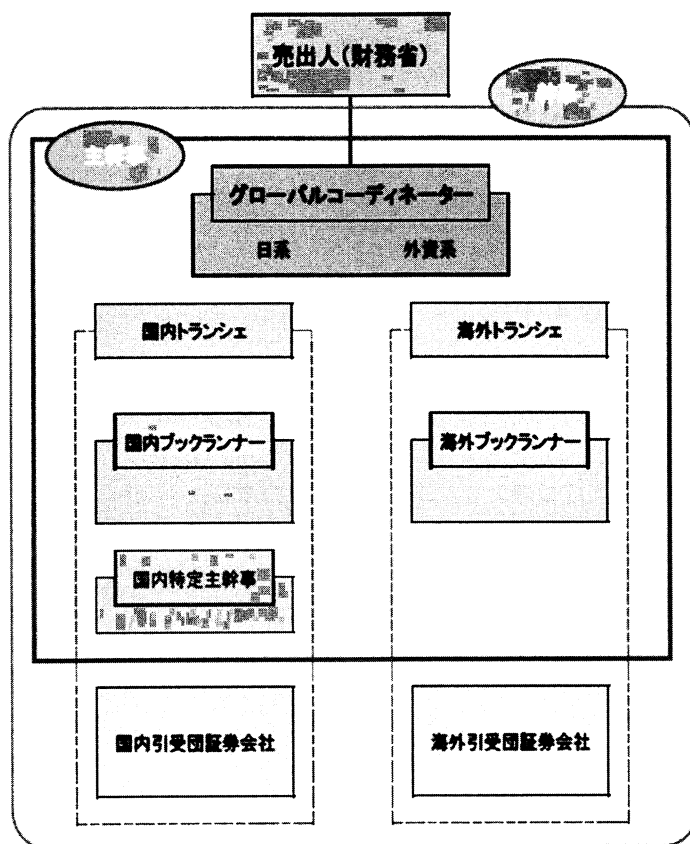 売出人(財務省)
グローバルコーディネーター
日系 外資系
国内トランシェ
海外トランシェ
国内ブックランナー
海外ブックランナー
国内特定主幹事
国内引受団証券会社
海外引受団証券会社